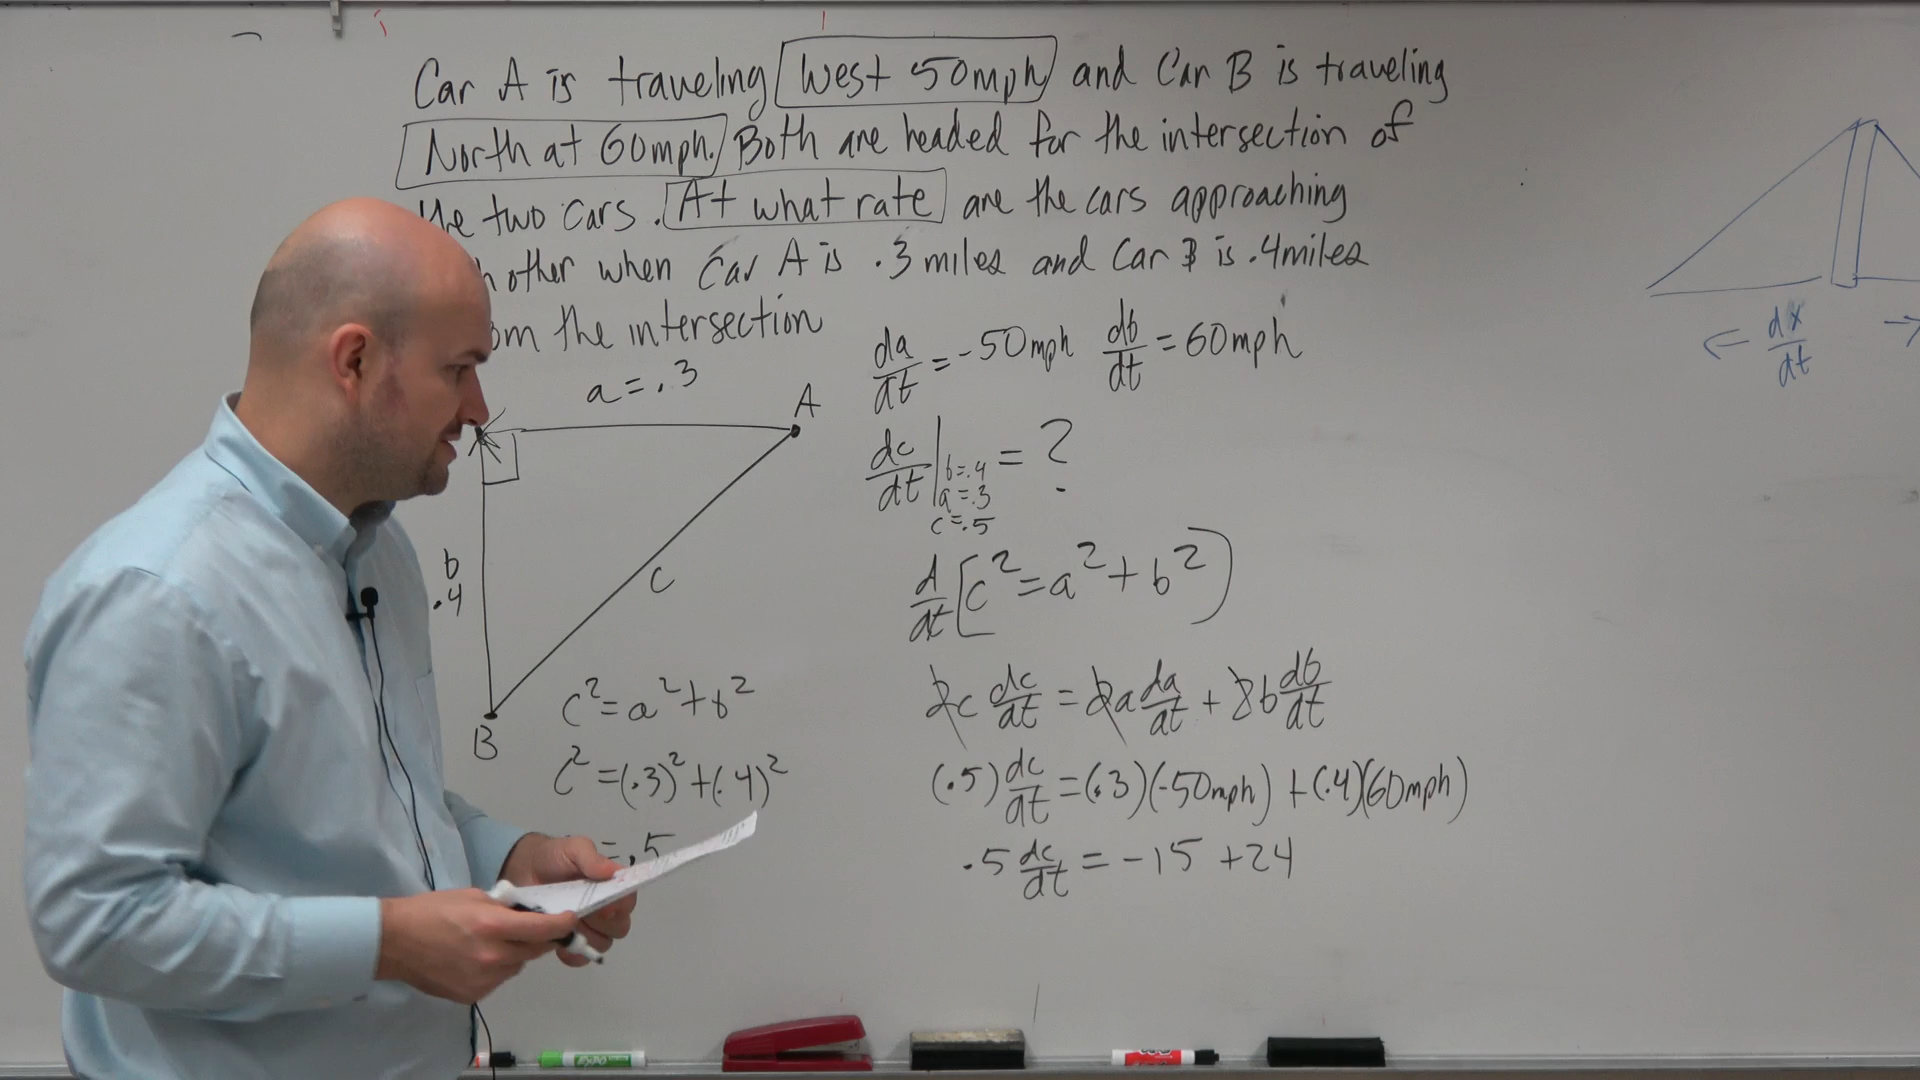 Car A is traveling West 50mph and Car B is traveling
North at 60mph. Both are headed for the intersection of
the two cars. At what rate are the cars approaching
other when Car A is .3 miles and Car B is .4 miles
the intersection
a = .3
A
b
.4
c
B
c² = a² + b²
c² = (.3)² + (.4)²
= .5
da/dt = -50mph db/dt = 60mph
dc/dt | b=.4 a=.3 c=.5 = ?
d/dt [c² = a² + b²)
2c dc/dt = 2a da/dt + 2b db/dt
(.5) dc/dt = (.3)(-50mph) + (.4)(60mph)
.5 dc/dt = -15 + 24
← dx/dt →
EXPO